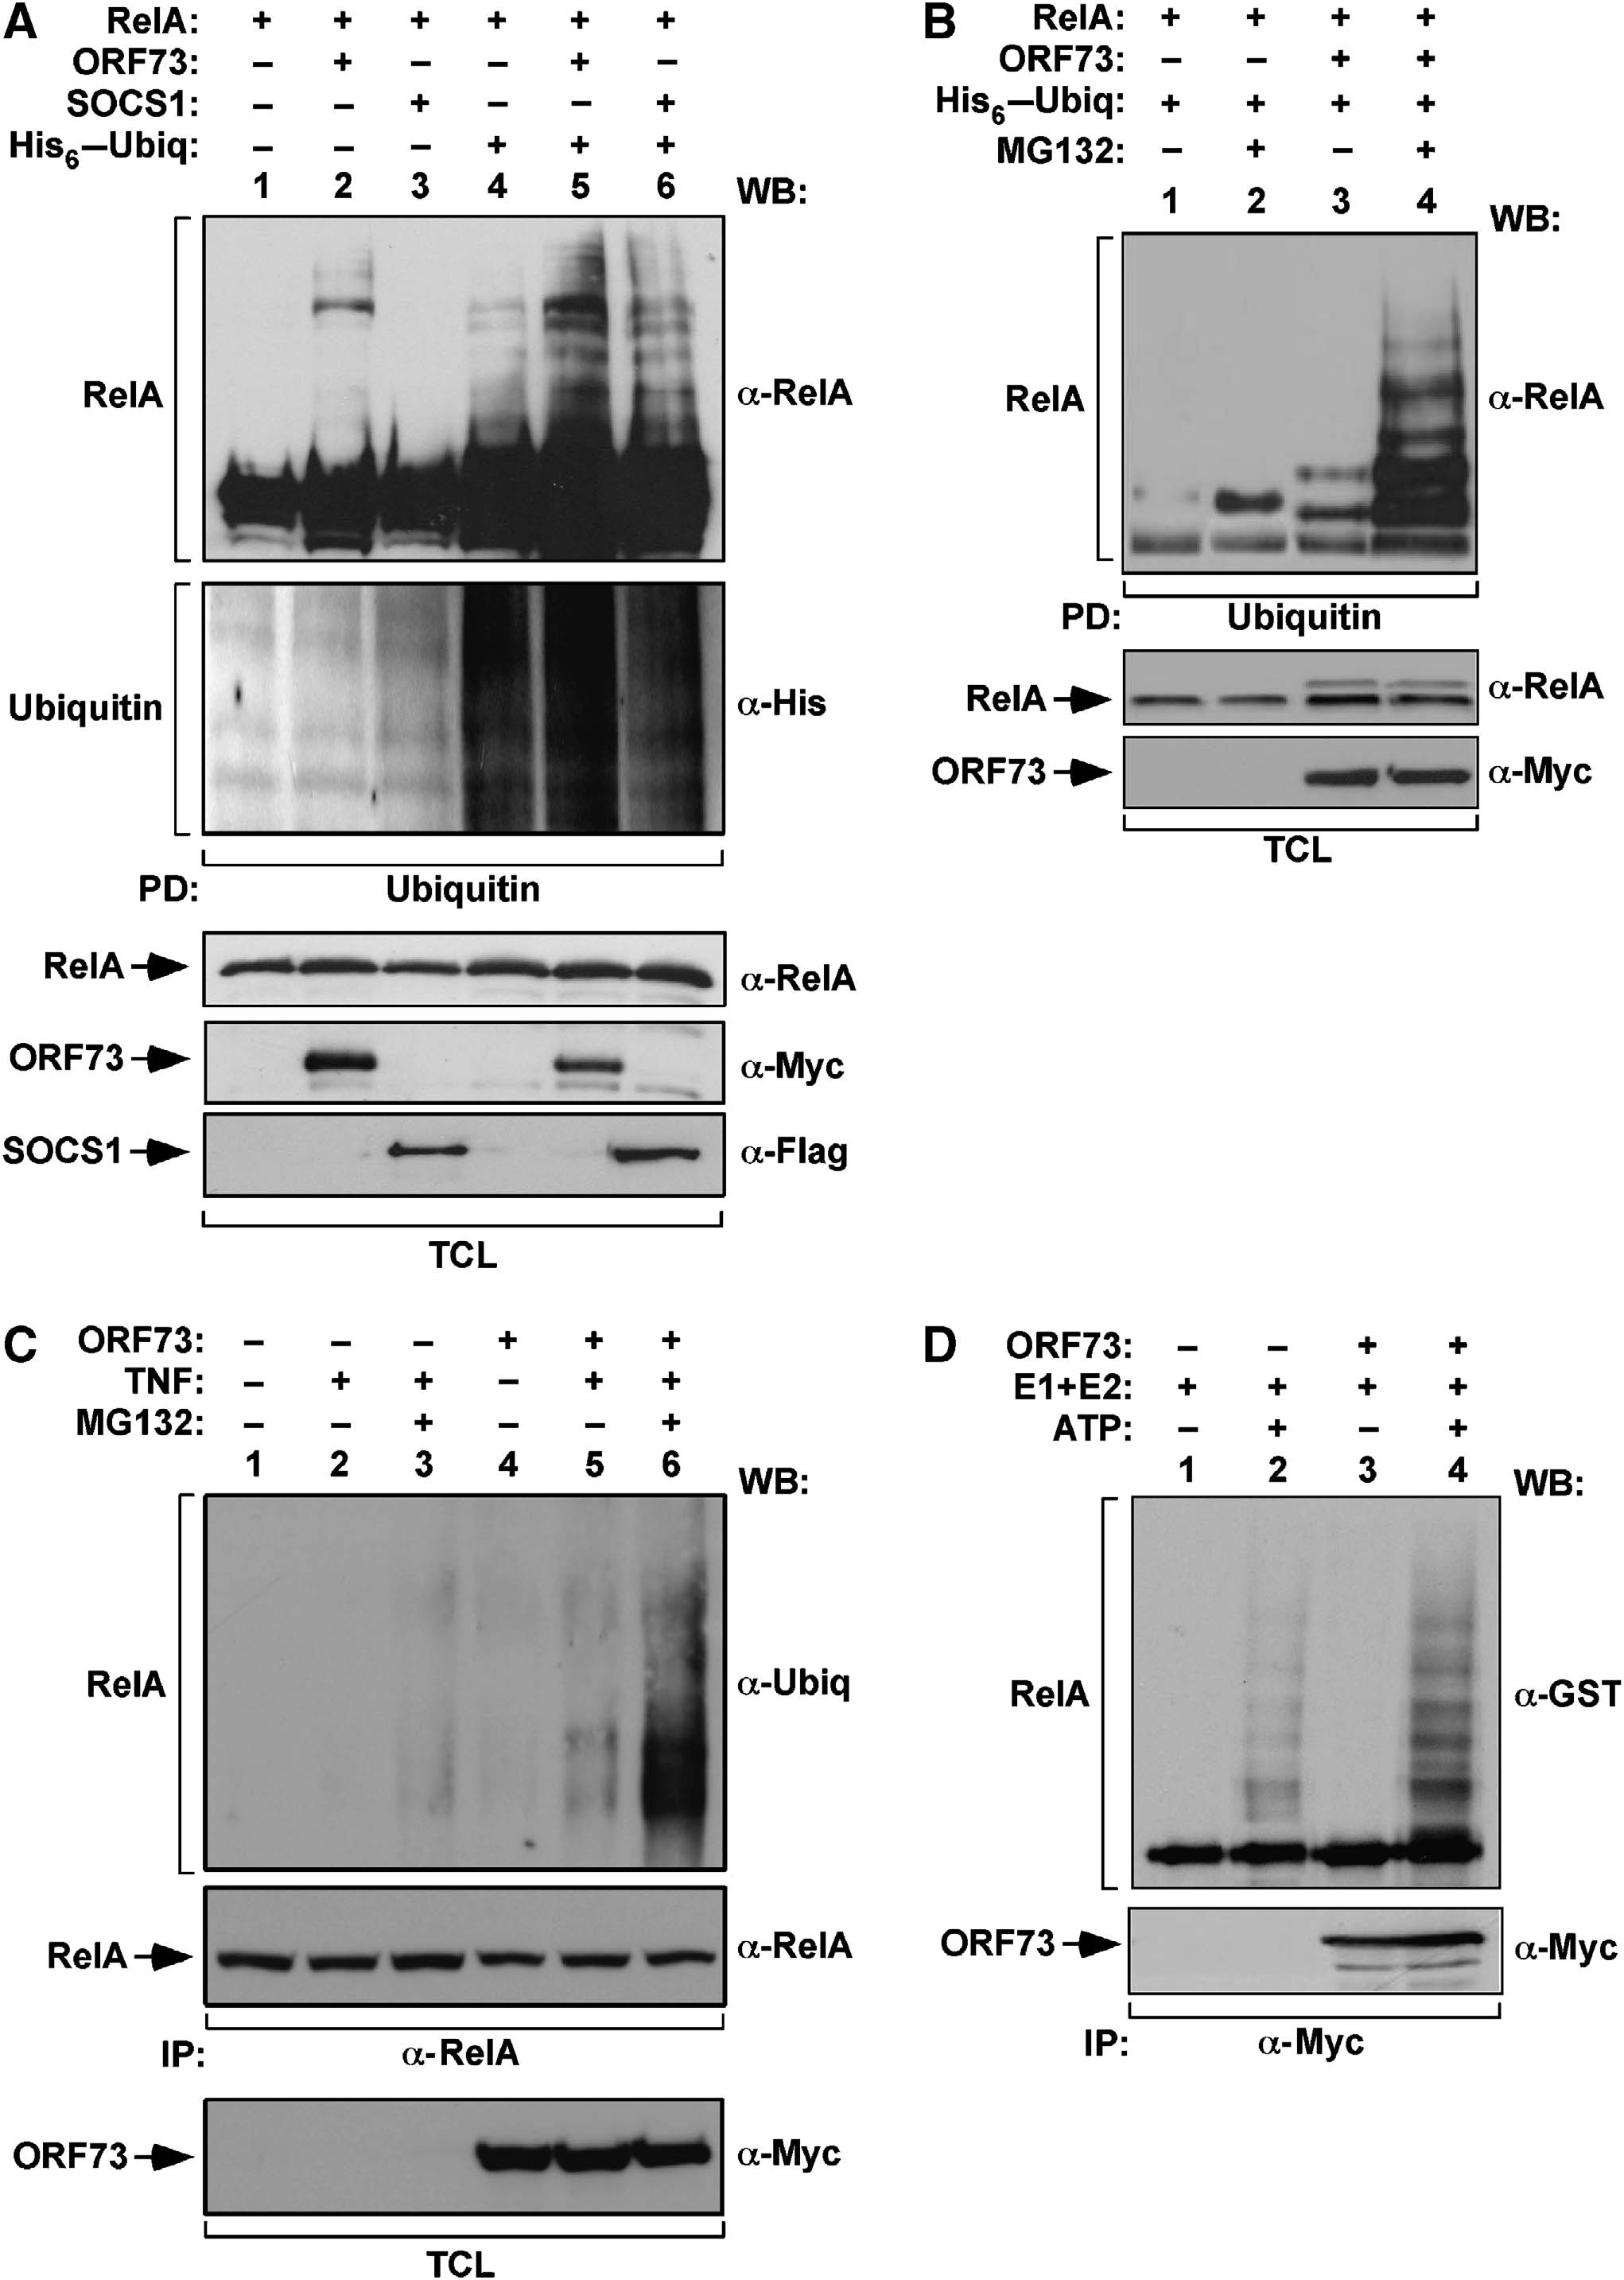 A
RelA: + + + + + +
ORF73: – + – – + –
SOCS1: – – + – – +
His6–Ubiq: – – – + + +
1 2 3 4 5 6 WB:
RelA α-RelA
Ubiquitin α-His
PD: Ubiquitin
RelA α-RelA
ORF73 α-Myc
SOCS1 α-Flag
TCL
B
RelA: + + + +
ORF73: – – + +
His6–Ubiq: + + + +
MG132: – + – +
1 2 3 4 WB:
RelA α-RelA
PD: Ubiquitin
RelA α-RelA
ORF73 α-Myc
TCL
C
ORF73: – – – + + +
TNF: – + + – + +
MG132: – – + – – +
1 2 3 4 5 6 WB:
RelA α-Ubiq
RelA α-RelA
IP: α-RelA
ORF73 α-Myc
TCL
D
ORF73: – – + +
E1+E2: + + + +
ATP: – + – +
1 2 3 4 WB:
RelA α-GST
ORF73 α-Myc
IP: α-Myc